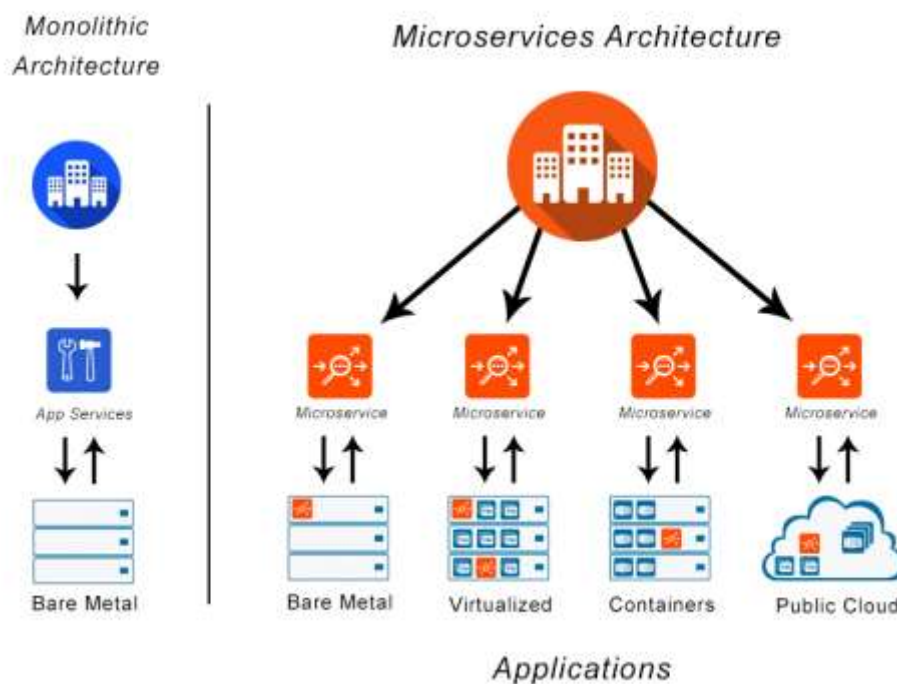 Monolithic
Architecture
Microservices Architecture
App Services
Microservice
Microservice
Microservice
Microservice
Bare Metal
Bare Metal
Virtualized
Containers
Public Cloud
Applications